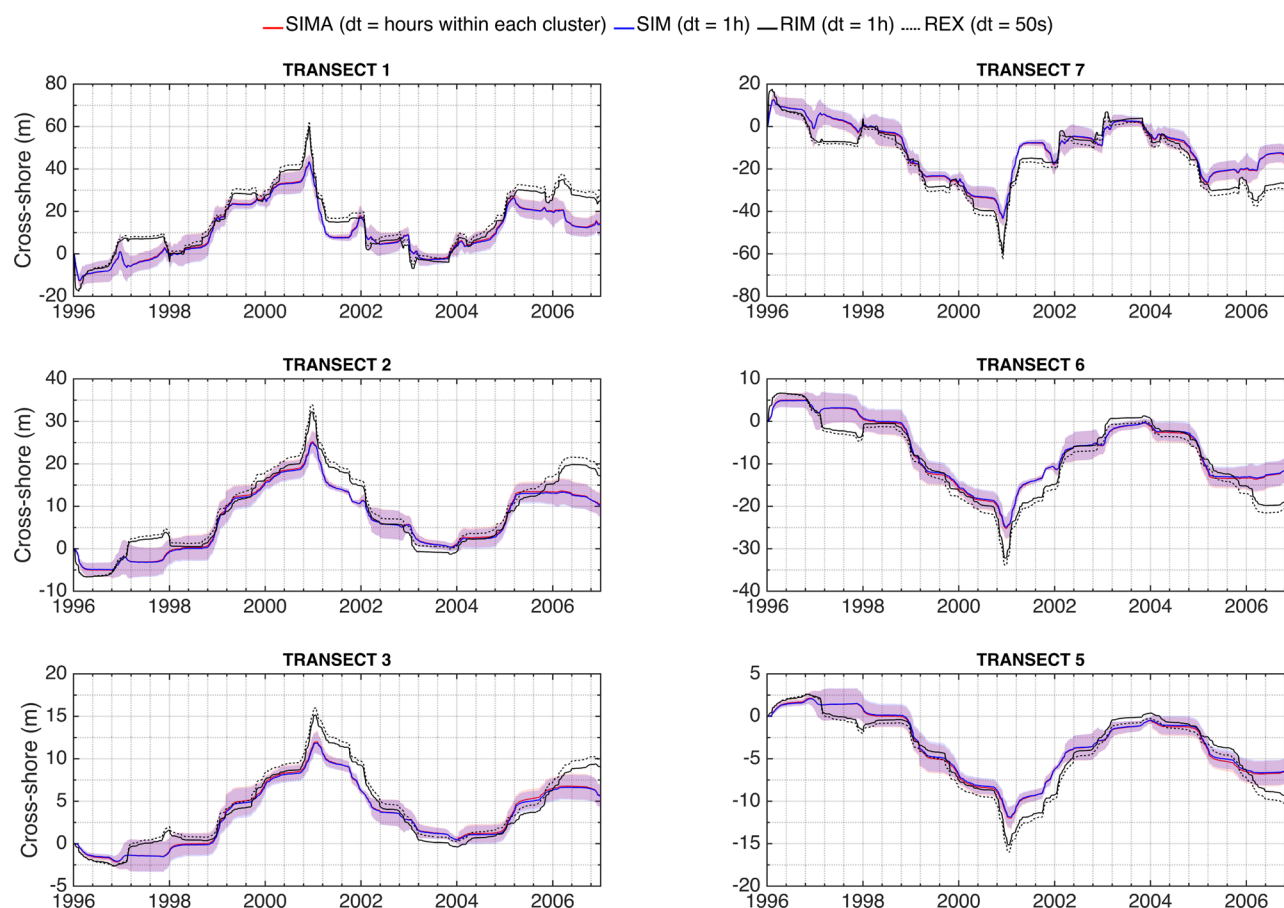 SIMA (dt = hours within each cluster) SIM (dt = 1h) RIM (dt = 1h) REX (dt = 50s)
TRANSECT 1
Cross-shore (m)
80
60
40
20
0
-20
1996 1998 2000 2002 2004 2006
TRANSECT 7
20
0
-20
-40
-60
-80
1996 1998 2000 2002 2004 2006
TRANSECT 2
Cross-shore (m)
40
30
20
10
0
-10
1996 1998 2000 2002 2004 2006
TRANSECT 6
10
0
-10
-20
-30
-40
1996 1998 2000 2002 2004 2006
TRANSECT 3
Cross-shore (m)
20
15
10
5
0
-5
1996 1998 2000 2002 2004 2006
TRANSECT 5
5
0
-5
-10
-15
-20
1996 1998 2000 2002 2004 2006